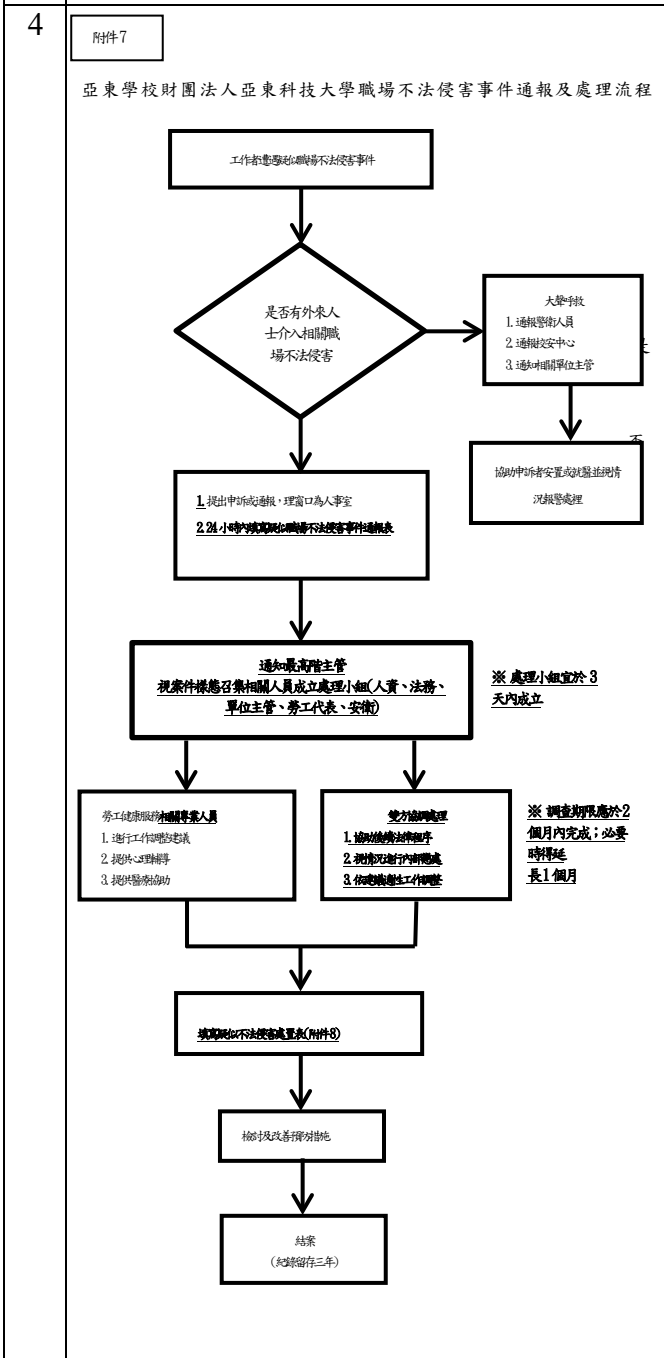 4
附件7
亞東學校財團法人亞東科技大學職場不法侵害事件通報及處理流程
工作者遭遇疑似職場不法侵害事件
是否有外來人
士介入相關職
場不法侵害
大聲呼救
1. 通報警衛人員
2. 通報校安中心
3. 通知相關單位主管
協助申訴者安置或就醫並視情
況報警處理
1. 提出申訴或通報，理窗口為人事室
2. 24小時內填寫疑似職場不法侵害事件通報表
通知最高階主管
視案件樣態召集相關人員成立處理小組(人資、法務、
單位主管、勞工代表、安衛)
※ 處理小組宜於 3
天內成立
勞工健康服務相關專業人員
1. 進行工作調整建議
2. 提供心理輔導
3. 提供醫療協助
雙方協調處理
1. 協助後續法律程序
2. 視情況進行內部懲處
3. 依建議適性工作調整
※ 調查期限應於2
個月內完成；必要
時得延
長1個月
填寫疑似不法侵害處置表(附件8)
檢討及改善預防措施
結案
(紀錄留存三年)